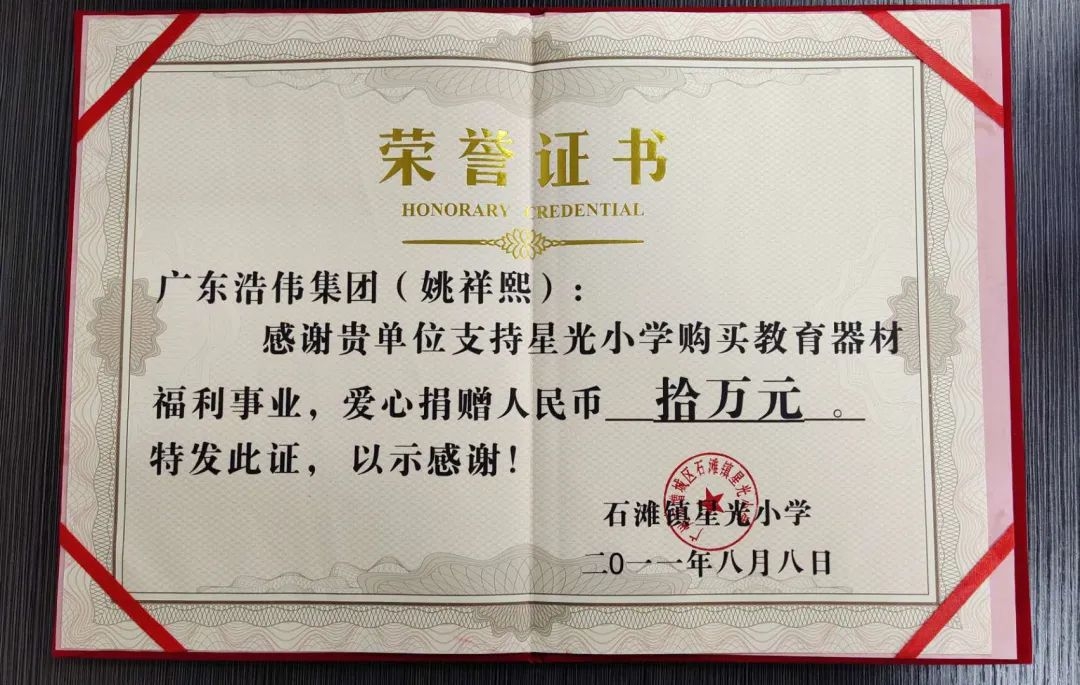 荣誉证书
HONORARY CREDENTIAL
广东浩伟集团（姚祥熙）：
感谢贵单位支持星光小学购买教育器材
福利事业，爱心捐赠人民币 拾万元 。
特发此证， 以示感谢！
石滩镇星光小学
二0一一年八月八日